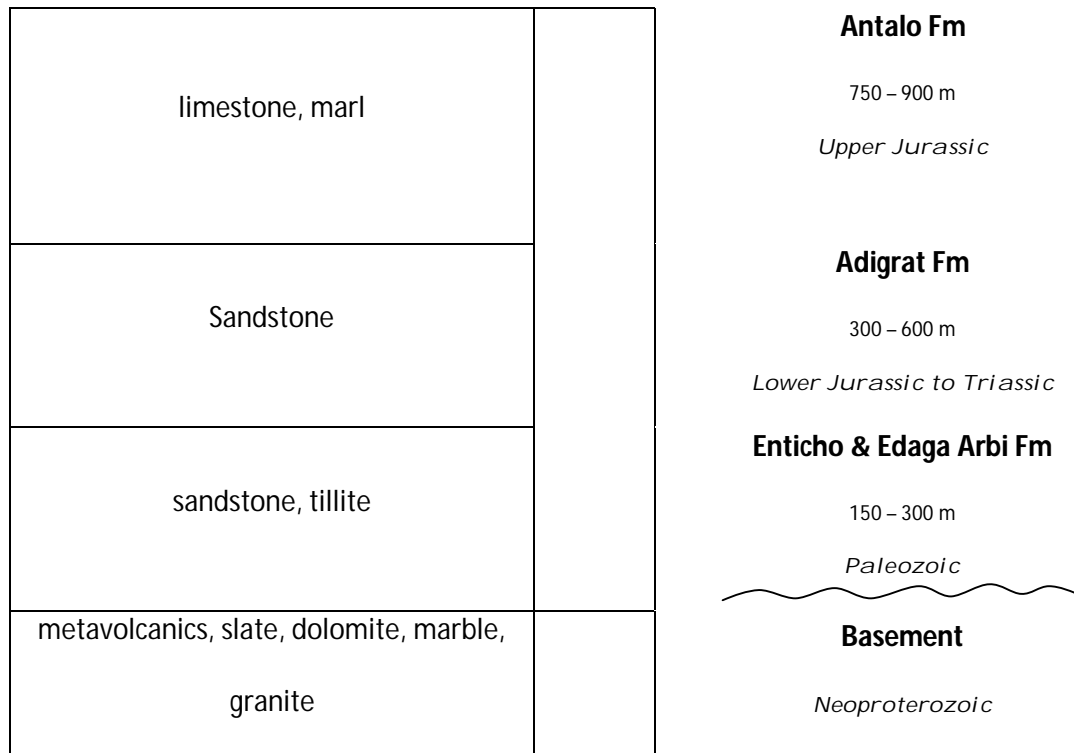 limestone, marl
Antalo Fm
750 – 900 m
Upper Jurassic
Sandstone
Adigrat Fm
300 – 600 m
Lower Jurassic to Triassic
sandstone, tillite
Enticho & Edaga Arbi Fm
150 – 300 m
Paleozoic
metavolcanics, slate, dolomite, marble,
granite
Basement
Neoproterozoic